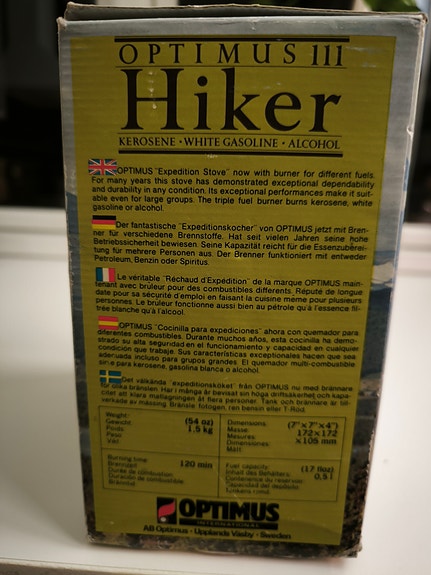 OPTIMUS 111
Hiker
KEROSENE • WHITE GASOLINE • ALCOHOL
OPTIMUS "Expedition Stove" now with burner for different fuels.
For many years this stove has demonstrated exceptional dependability
and durability in any condition. Its exceptional performances make it suit-
able even for large groups. The triple fuel burner burns kerosene, white
gasoline or alcohol.
Der fantastische "Expeditionskocher" von OPTIMUS jetzt mit Bren-
ner für verschiedene Brennstoffe. Hat seit vielen Jahren seine hohe
Betriebssicherheit bewiesen. Seine Kapazität reicht für die Essenzuberei-
tung für mehrere Personen aus. Der Brenner funktioniert mit entweder
Petroleum, Benzin oder Spiritus.
Le véritable "Réchaud d'Expédition" de la marque OPTIMUS main-
tenant avec bruleur pour des combustibles differents. Réputé de longue
date pour sa sécurité d'emploi en faisant la cuisine même pour plusieurs
personnes. Le bruleur fonctionne aussi bien au pétrole qu'a l'essence fil-
trée blanche qu'a l'alcool.
OPTIMUS "Cocinilla para expediciones" ahora con quemador para
diferentes combustibles. Durante muchos años, esta cocinilla ha demo-
strado su alta seguridad en el funcionamiento y capacidad en cualquier
condición que trabaje. Sus caracteristicas excepcionales hacen que sea
adecuada incluso para grupos grandes. El quemador multi-combustible
sirve para kerosene, gasolina blanca o alcohol.
Det välkända "expeditionsköket" från OPTIMUS nu med brännare
för olika bränslen. Har i många år bevisat sin höga driftsäkerhet och kapa-
citet att klara matlagningen åt flera personer. Tank och brännare är till-
verkade av mässing. Bränsle: fotogen, ren bensin eller T-Röd.
Weight:
Gewicht: (54 oz)
Poids 1.5 kg
Peso
Vikt
Dimensions: (7"×7"×4")
Masse: 172×172
Mesures: ×105 mm
Dimensiones:
Mått:
Burning time:
Brennzeit 120 min
Durée de combustion
Duración de combustible:
Bränntid
Fuel capacity: (17 floz)
Inhalt des Behälters: 0,5 l
Contenance du réservoir:
Capacidad del depósito:
Tankens rymd:
OPTIMUS
INTERNATIONAL
AB Optimus • Upplands Väsby • Sweden